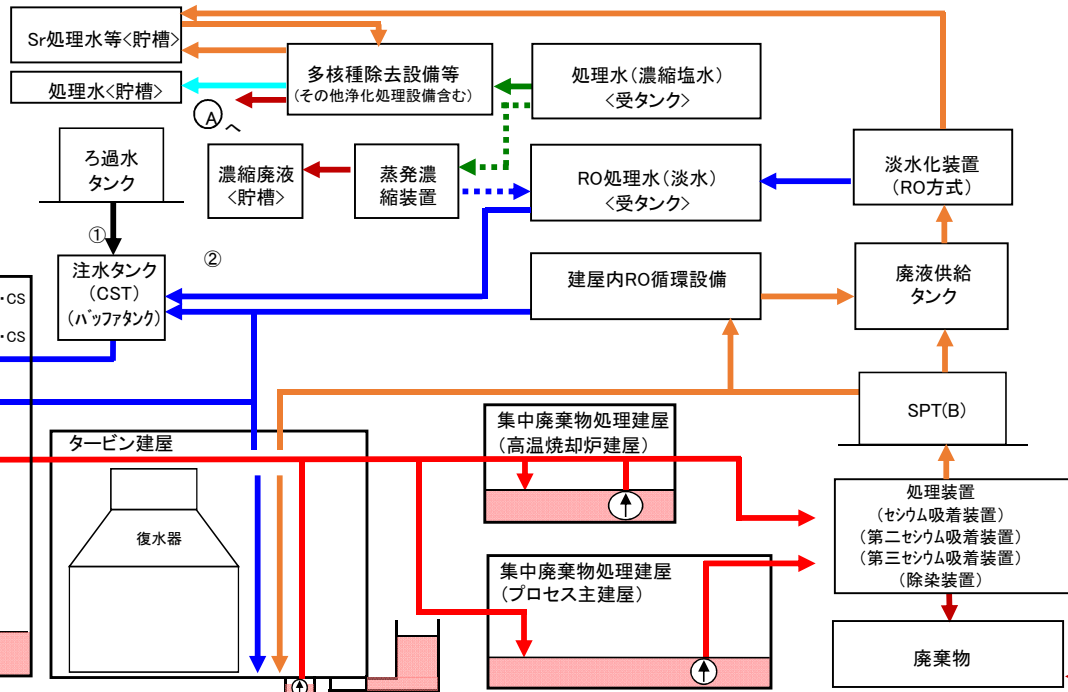 Sr処理水等<貯槽>
処理水<貯槽>
多核種除去設備等
(その他浄化処理設備含む)
処理水(濃縮塩水)
<受タンク>
A
へ
ろ過水
タンク
濃縮廃液
<貯槽>
蒸発濃
縮装置
RO処理水(淡水)
<受タンク>
淡水化装置
(RO方式)
①
②
注水タンク
(CST)
(バッファタンク)
建屋内RO循環設備
廃液供給
タンク
・CS
・CS
SPT(B)
タービン建屋
復水器
集中廃棄物処理建屋
(高温焼却炉建屋)
処理装置
(セシウム吸着装置)
(第二セシウム吸着装置)
(第三セシウム吸着装置)
(除染装置)
集中廃棄物処理建屋
(プロセス主建屋)
廃棄物